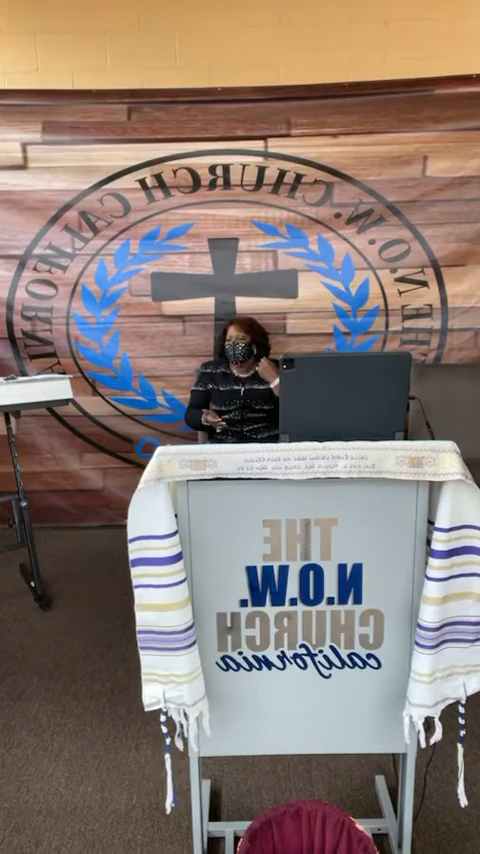 THE N.O.W. CHURCH CALIFORNIA
THE
N.O.W.
CHURCH
california